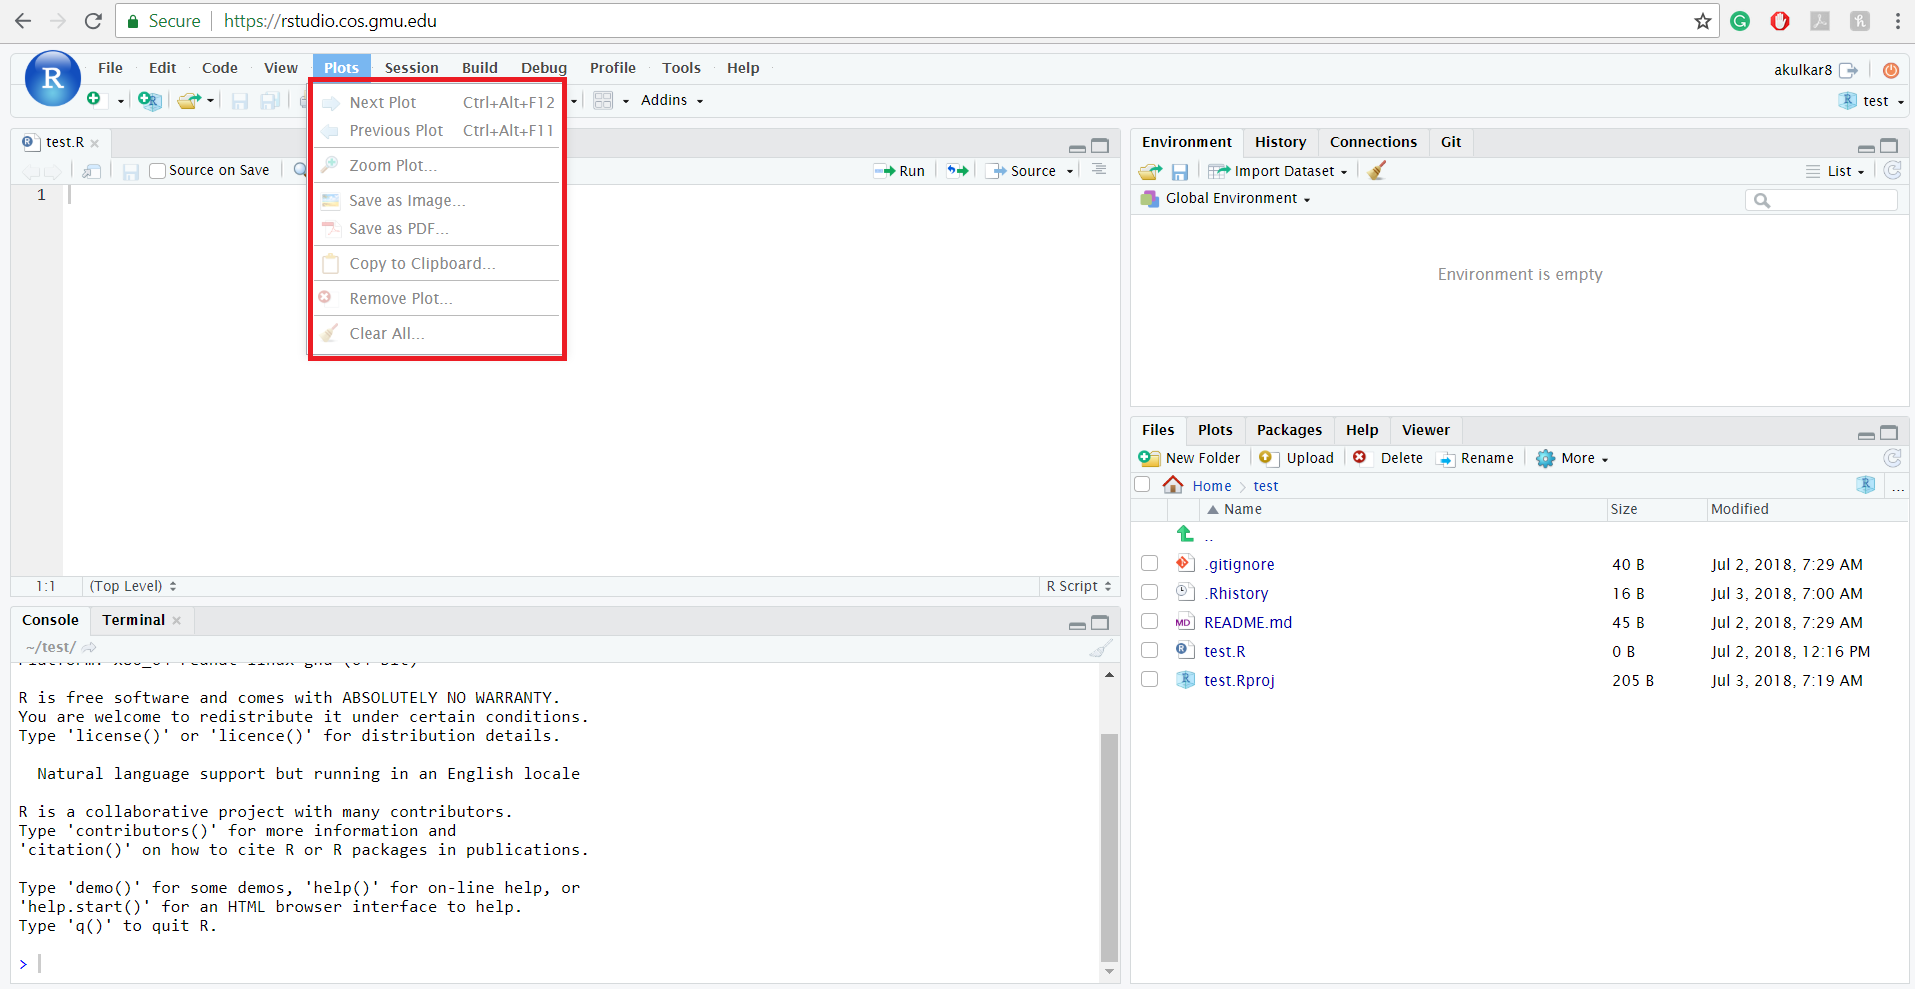 Secure https://rstudio.cos.gmu.edu
File Edit Code View Plots Session Build Debug Profile Tools Help
akulkar8
Addins
test
Next Plot Ctrl+Alt+F12
Previous Plot Ctrl+Alt+F11
Zoom Plot...
Save as Image...
Save as PDF...
Copy to Clipboard...
Remove Plot...
Clear All...
test.R
Source on Save
Run
Source
1
1:1 (Top Level) R Script
Console Terminal
~/test/
R is free software and comes with ABSOLUTELY NO WARRANTY.
You are welcome to redistribute it under certain conditions.
Type 'license()' or 'licence()' for distribution details.
Natural language support but running in an English locale
R is a collaborative project with many contributors.
Type 'contributors()' for more information and
'citation()' on how to cite R or R packages in publications.
Type 'demo()' for some demos, 'help()' for on-line help, or
'help.start()' for an HTML browser interface to help.
Type 'q()' to quit R.
>
Environment History Connections Git
Import Dataset List
Global Environment
Environment is empty
Files Plots Packages Help Viewer
New Folder Upload Delete Rename More
Home test ...
Name Size Modified
..
.gitignore 40 B Jul 2, 2018, 7:29 AM
.Rhistory 16 B Jul 3, 2018, 7:00 AM
README.md 45 B Jul 2, 2018, 7:29 AM
test.R 0 B Jul 2, 2018, 12:16 PM
test.Rproj 205 B Jul 3, 2018, 7:19 AM